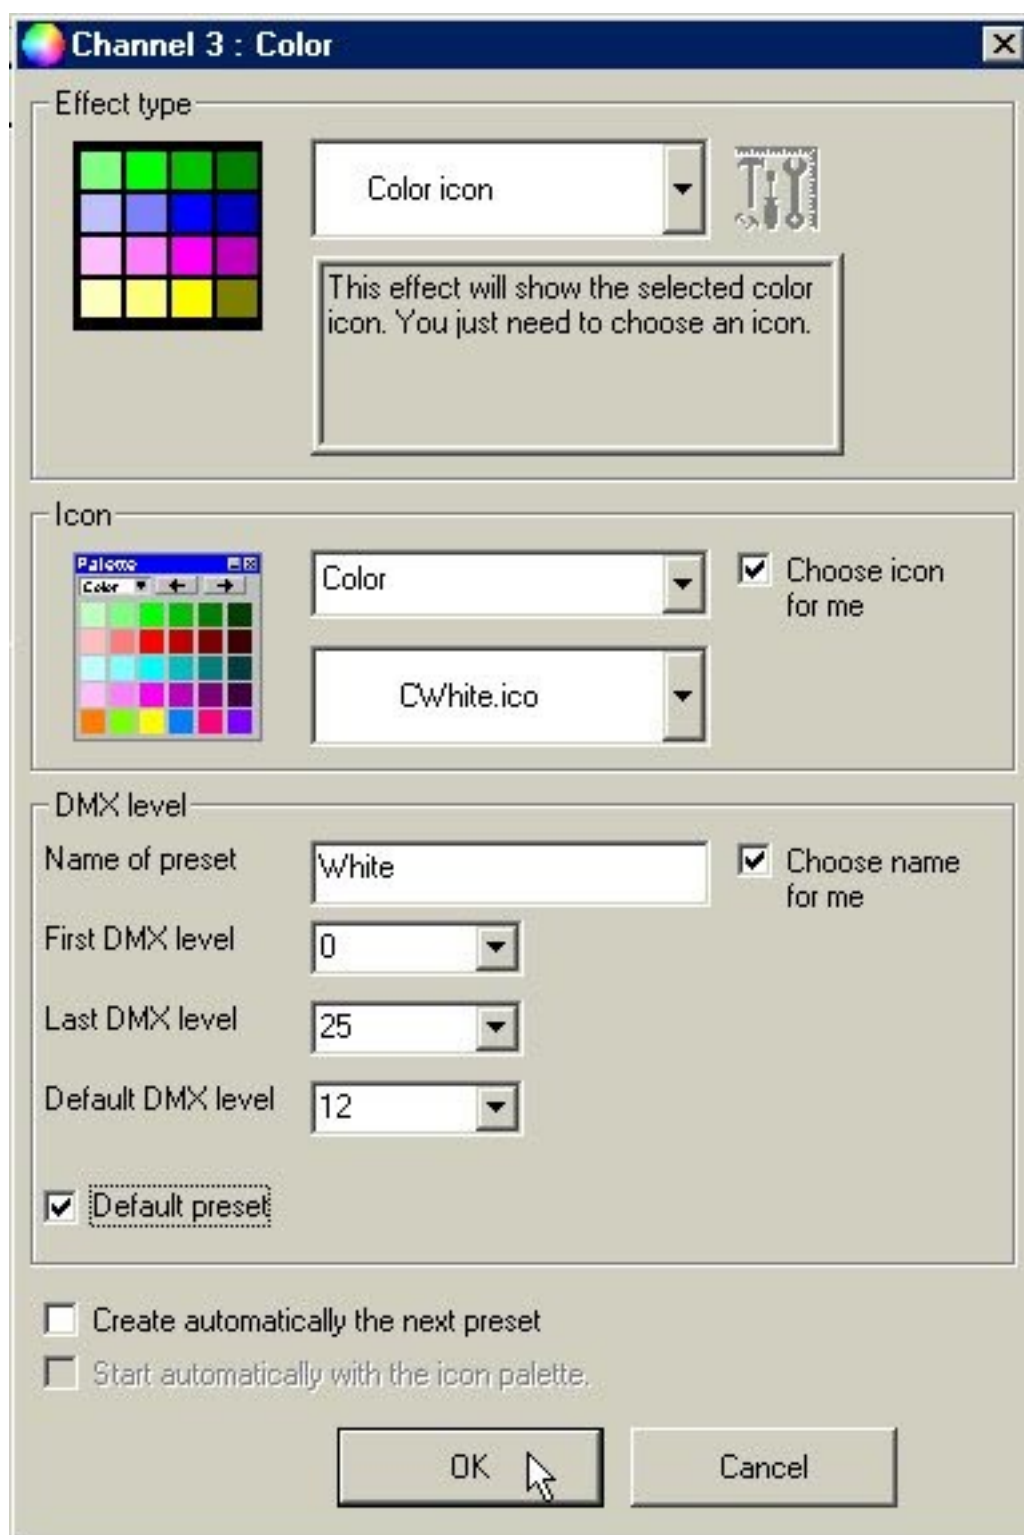 Channel 3 : Color
Effect type
Color icon
This effect will show the selected color
icon. You just need to choose an icon.
Icon
Palette
Color
Color
Choose icon
for me
CWhite.ico
DMX level
Name of preset
White
Choose name
for me
First DMX level
0
Last DMX level
25
Default DMX level
12
Default preset
Create automatically the next preset
Start automatically with the icon palette.
OK
Cancel